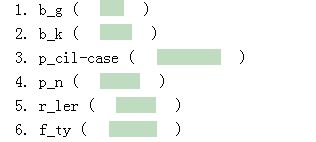 1. b_g ( )
2. b_k ( )
3. p_cil-case ( )
4. p_n ( )
5. r_ler ( )
6. f_ty ( )